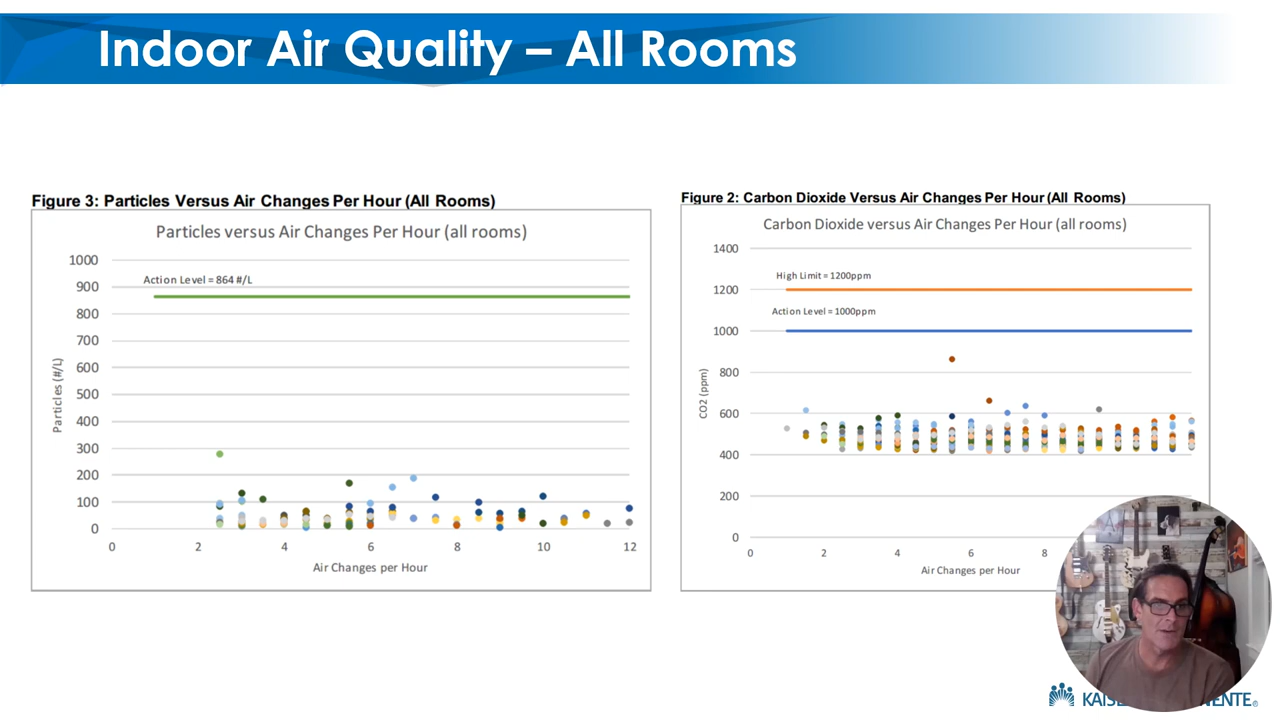 Indoor Air Quality – All Rooms
Figure 3: Particles Versus Air Changes Per Hour (All Rooms)
Particles versus Air Changes Per Hour (all rooms)
1000
Action Level = 864 #/L
900
800
700
600
500
400
300
200
100
0
Particles (#/L)
0 2 4 6 8 10 12
Air Changes per Hour
Figure 2: Carbon Dioxide Versus Air Changes Per Hour (All Rooms)
Carbon Dioxide versus Air Changes Per Hour (all rooms)
1400
High Limit = 1200ppm
1200
Action Level = 1000ppm
1000
800
600
400
200
0
CO2 (ppm)
0 2 4 6 8
Air Changes per Hour